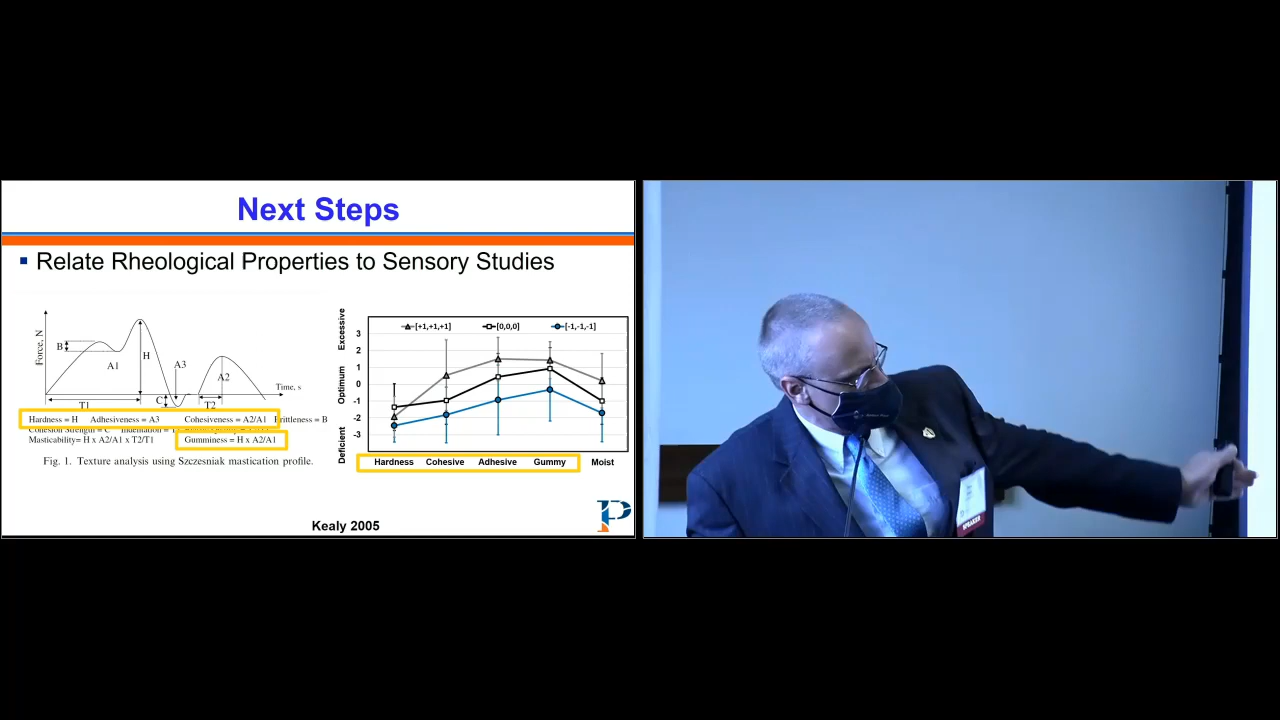 Next Steps
Relate Rheological Properties to Sensory Studies
Force, N
B
A1
H
A3
A2
C
T1
T2
Time, s
Hardness = H Adhesiveness = A3 Cohesiveness = A2/A1 Brittleness = B
Masticability= H x A2/A1 x T2/T1 Gumminess = H x A2/A1
Fig. 1. Texture analysis using Szczesniak mastication profile.
Excessive
Optimum
Deficient
[+1,+1,+1] [0,0,0] [-1,-1,-1]
3
2
1
0
-1
-2
-3
Hardness Cohesive Adhesive Gummy Moist
Kealy 2005
P
SPEAKER